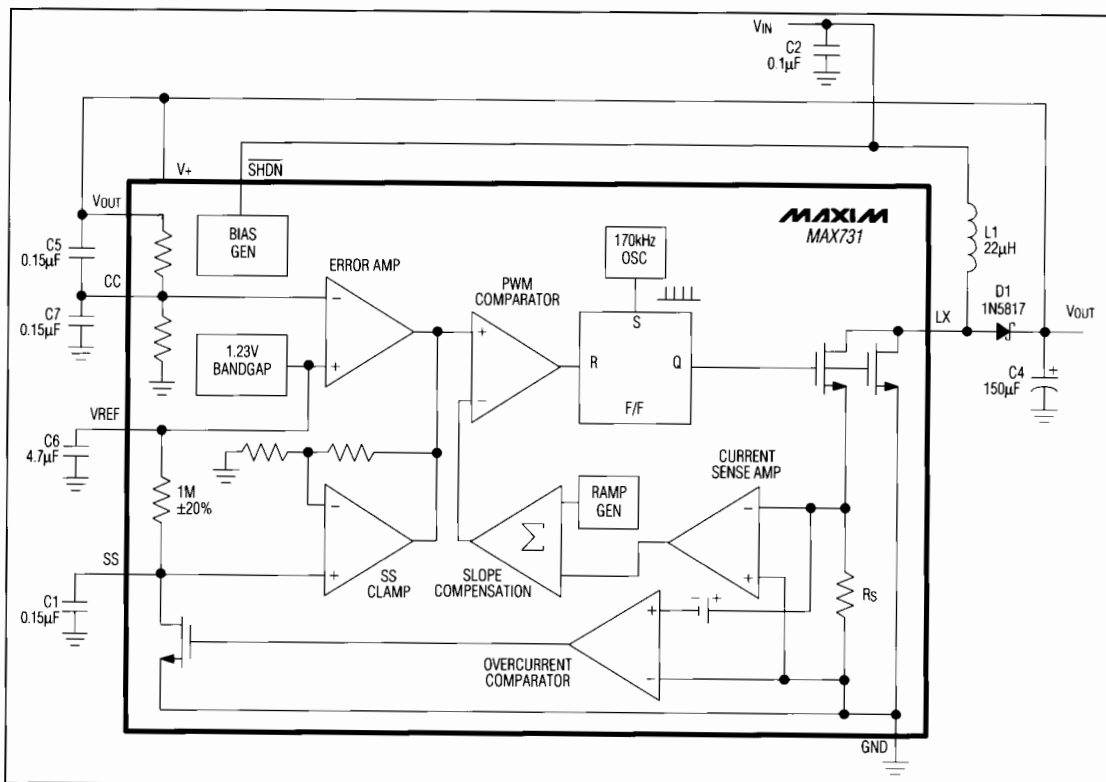 VIN
C2
0.1µF
V+
SHDN
VOUT
C5
0.15µF
CC
C7
0.15µF
BIAS
GEN
ERROR AMP
1.23V
BANDGAP
VREF
C6
4.7µF
1M
±20%
SS
C1
0.15µF
SS
CLAMP
PWM
COMPARATOR
170kHz
OSC
S
R
Q
F/F
MAXIM
MAX731
L1
22µH
D1
1N5817
LX
VOUT
C4
150µF
+
RAMP
GEN
Σ
SLOPE
COMPENSATION
CURRENT
SENSE AMP
RS
OVERCURRENT
COMPARATOR
GND